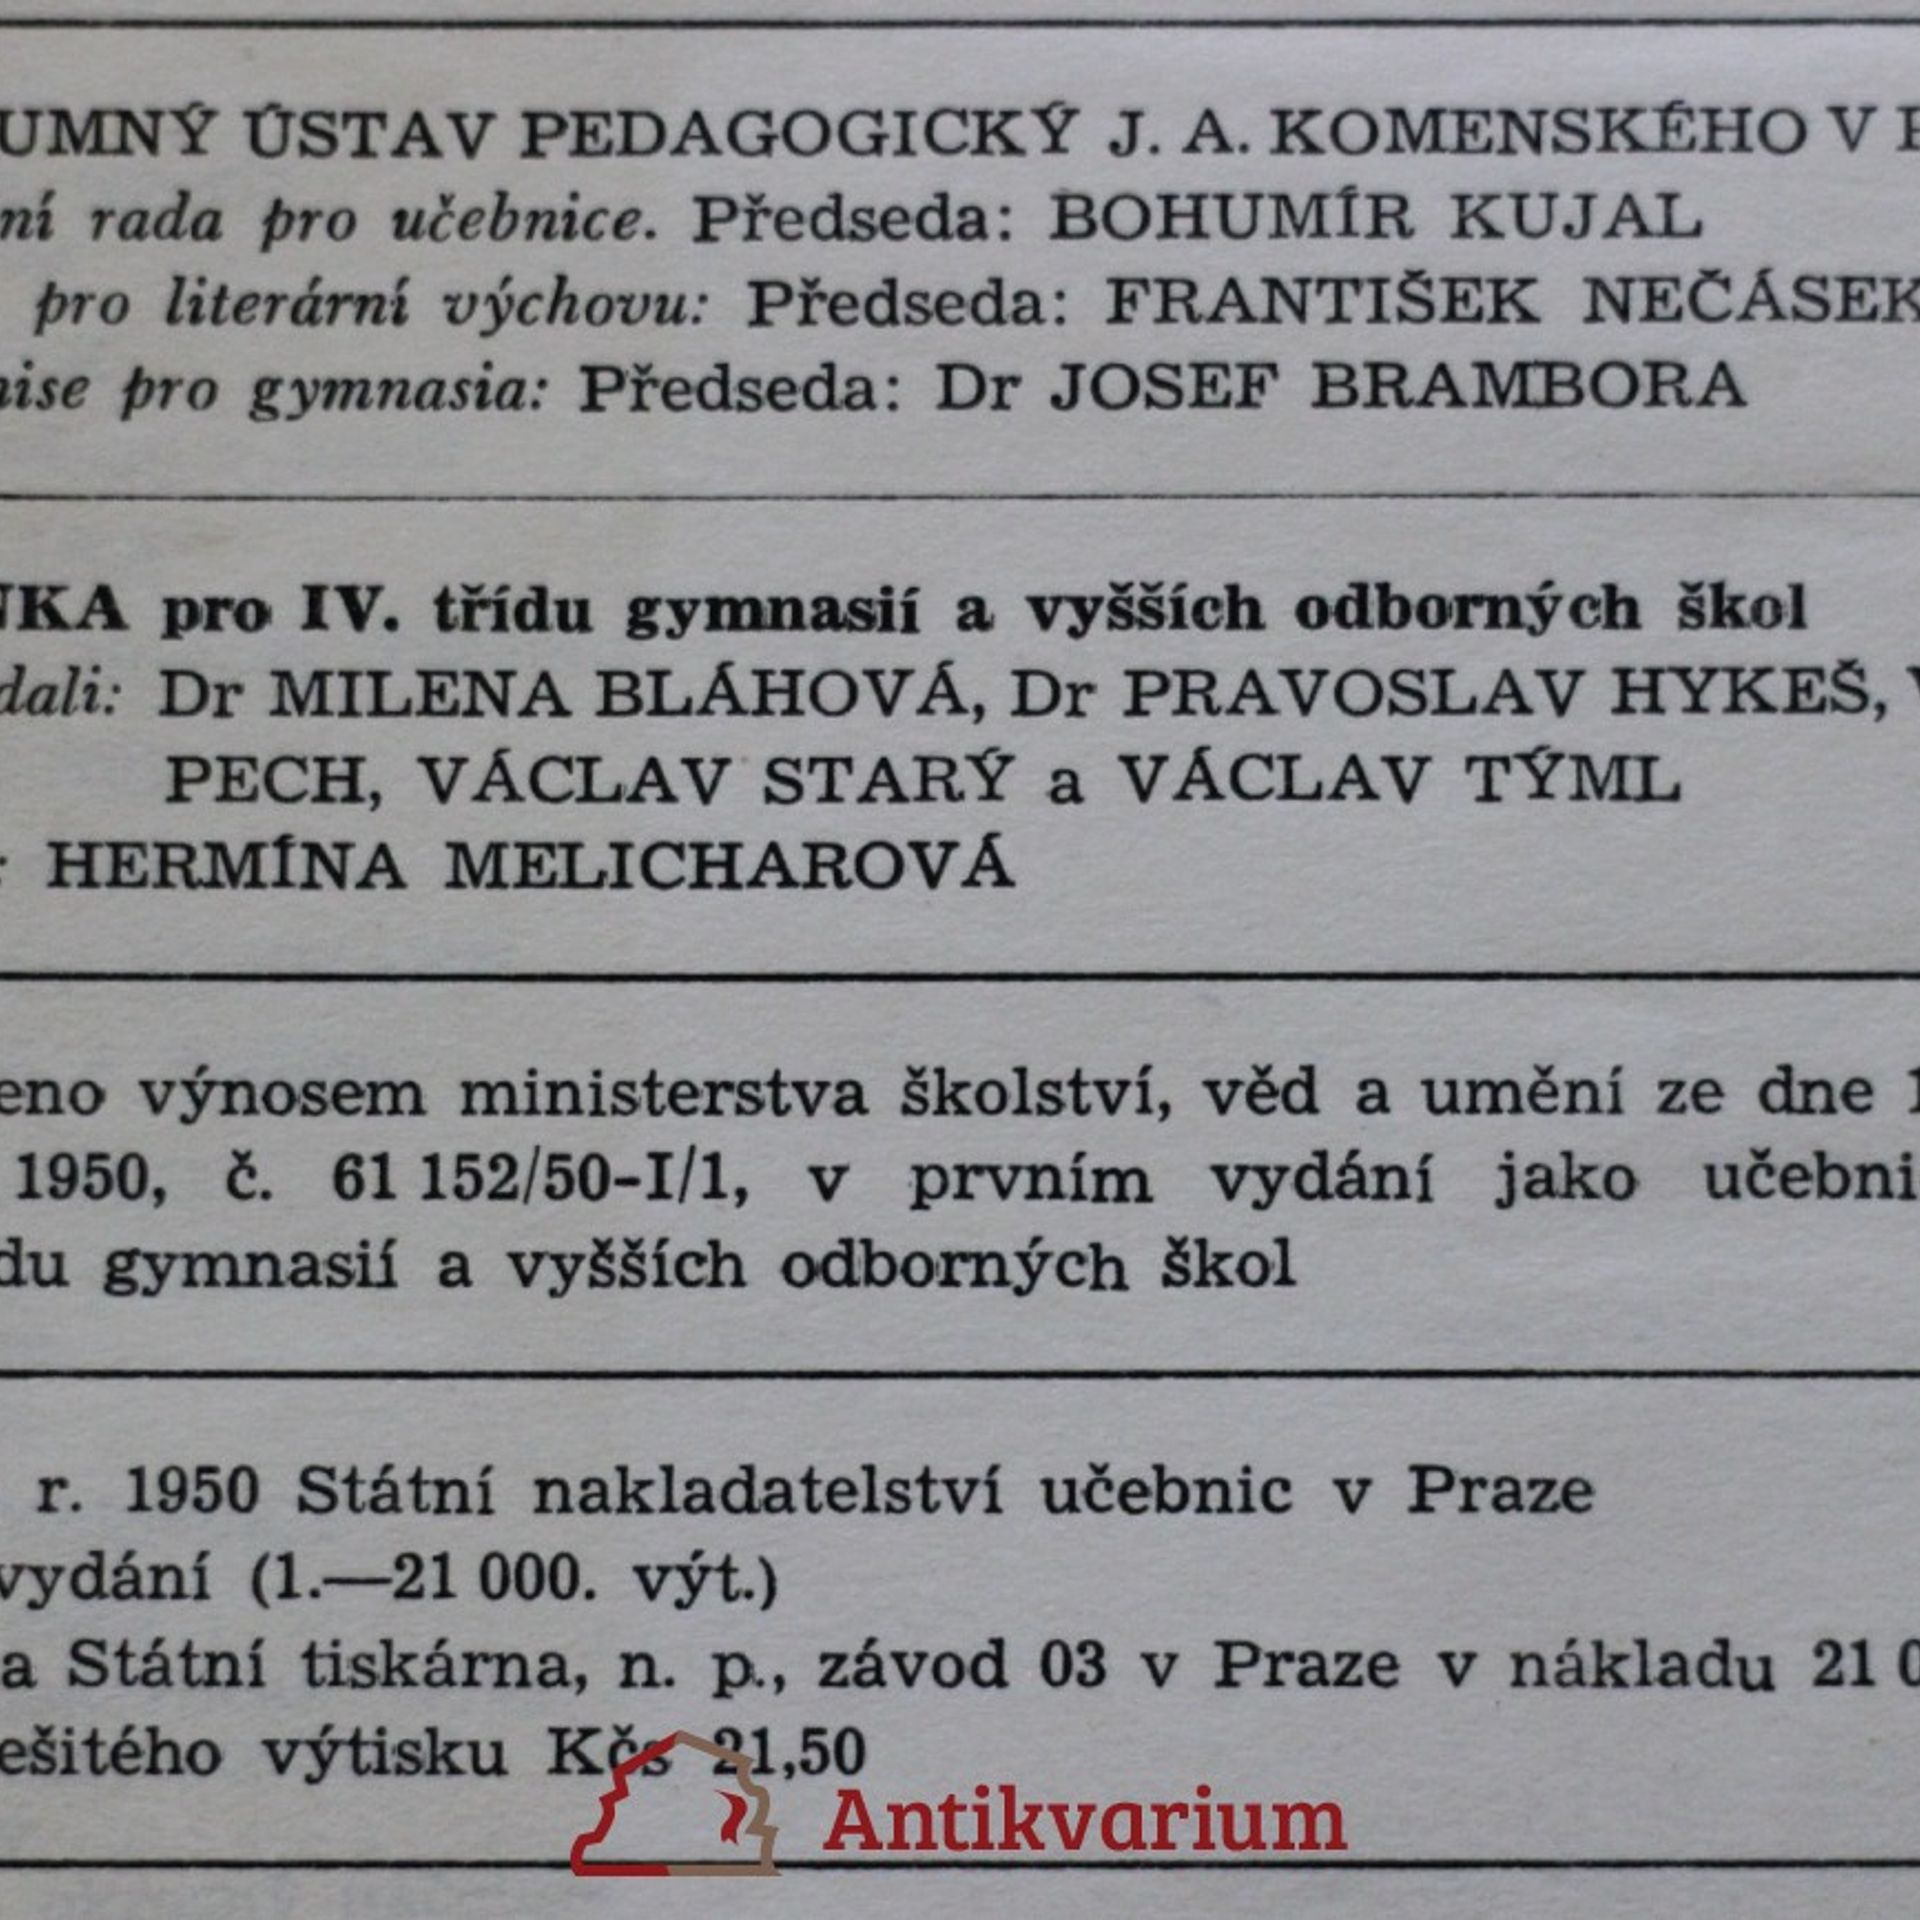 UMNÝ ÚSTAV PEDAGOGICKÝ J. A. KOMENSKÉHO V
ní rada pro učebnice. Předseda: BOHUMÍR KUJAL
pro literární výchovu: Předseda: FRANTIŠEK NEČÁSEK
ise pro gymnasia: Předseda: Dr JOSEF BRAMBORA
NKA pro IV. třídu gymnasií a vyšších odborných škol
dali: Dr MILENA BLÁHOVÁ, Dr PRAVOSLAV HYKEŠ,
PECH, VÁCLAV STARÝ a VÁCLAV TÝML
HERMÍNA MELICHAROVÁ
eno výnosem ministerstva školství, věd a umění ze dne
1950, č. 61 152/50-I/1, v prvním vydání jako učebni
du gymnasií a vyšších odborných škol
r. 1950 Státní nakladatelství učebnic v Praze
vydání (1.—21 000. výt.)
a Státní tiskárna, n. p., závod 03 v Praze v nákladu 21 0
ešitého výtisku Kčs 21,50
Antikvarium